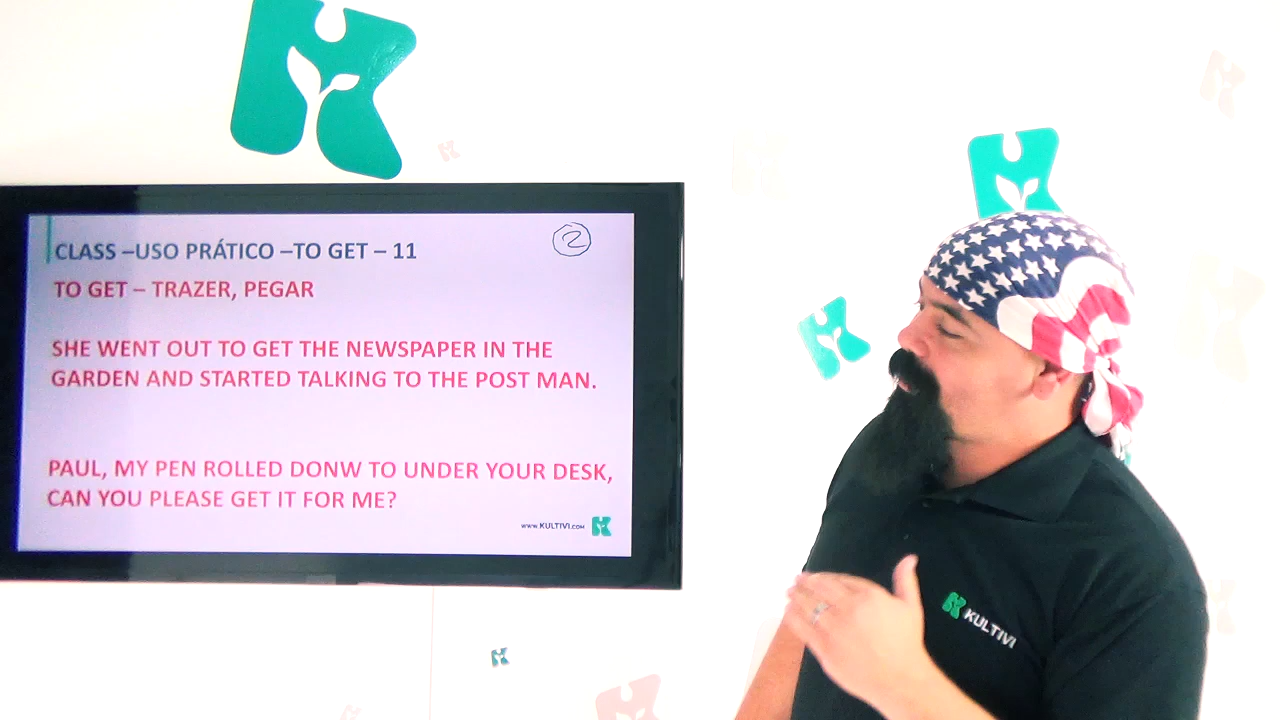 CLASS –USO PRÁTICO –TO GET – 11
2
TO GET – TRAZER, PEGAR
SHE WENT OUT TO GET THE NEWSPAPER IN THE
GARDEN AND STARTED TALKING TO THE POST MAN.
PAUL, MY PEN ROLLED DONW TO UNDER YOUR DESK,
CAN YOU PLEASE GET IT FOR ME?
www.KULTIVI.COM
KULTIVI